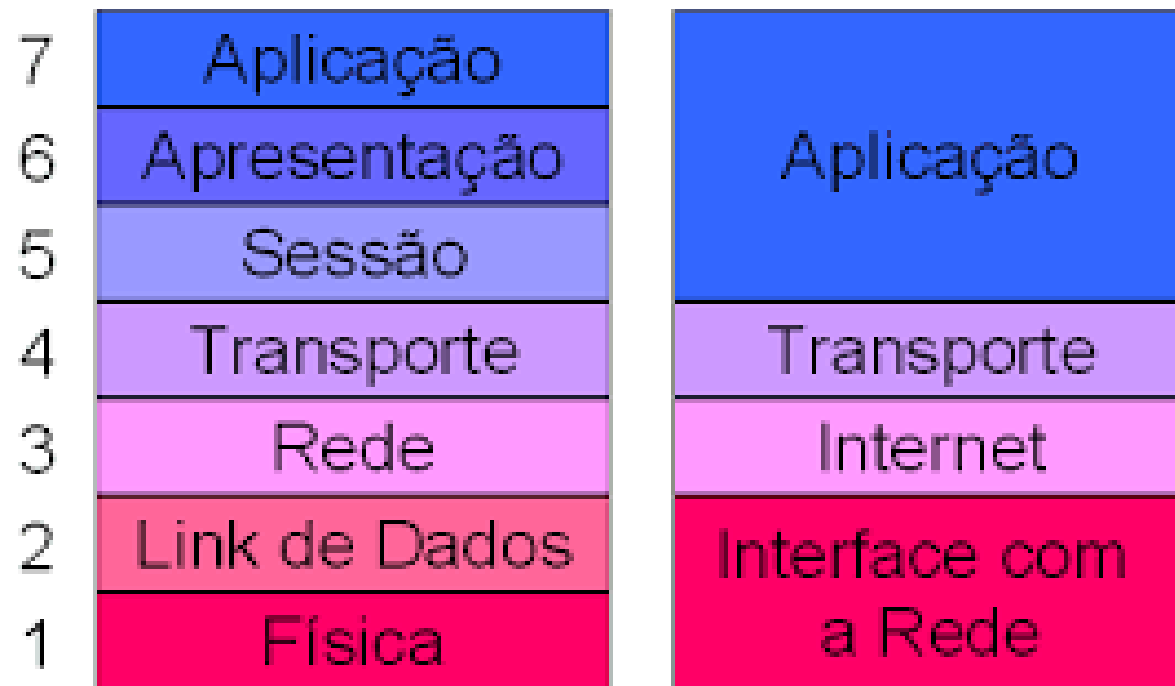 7 Aplicação
6 Apresentação
5 Sessão
4 Transporte
3 Rede
2 Link de Dados
1 Física
Aplicação
Transporte
Internet
Interface com
a Rede